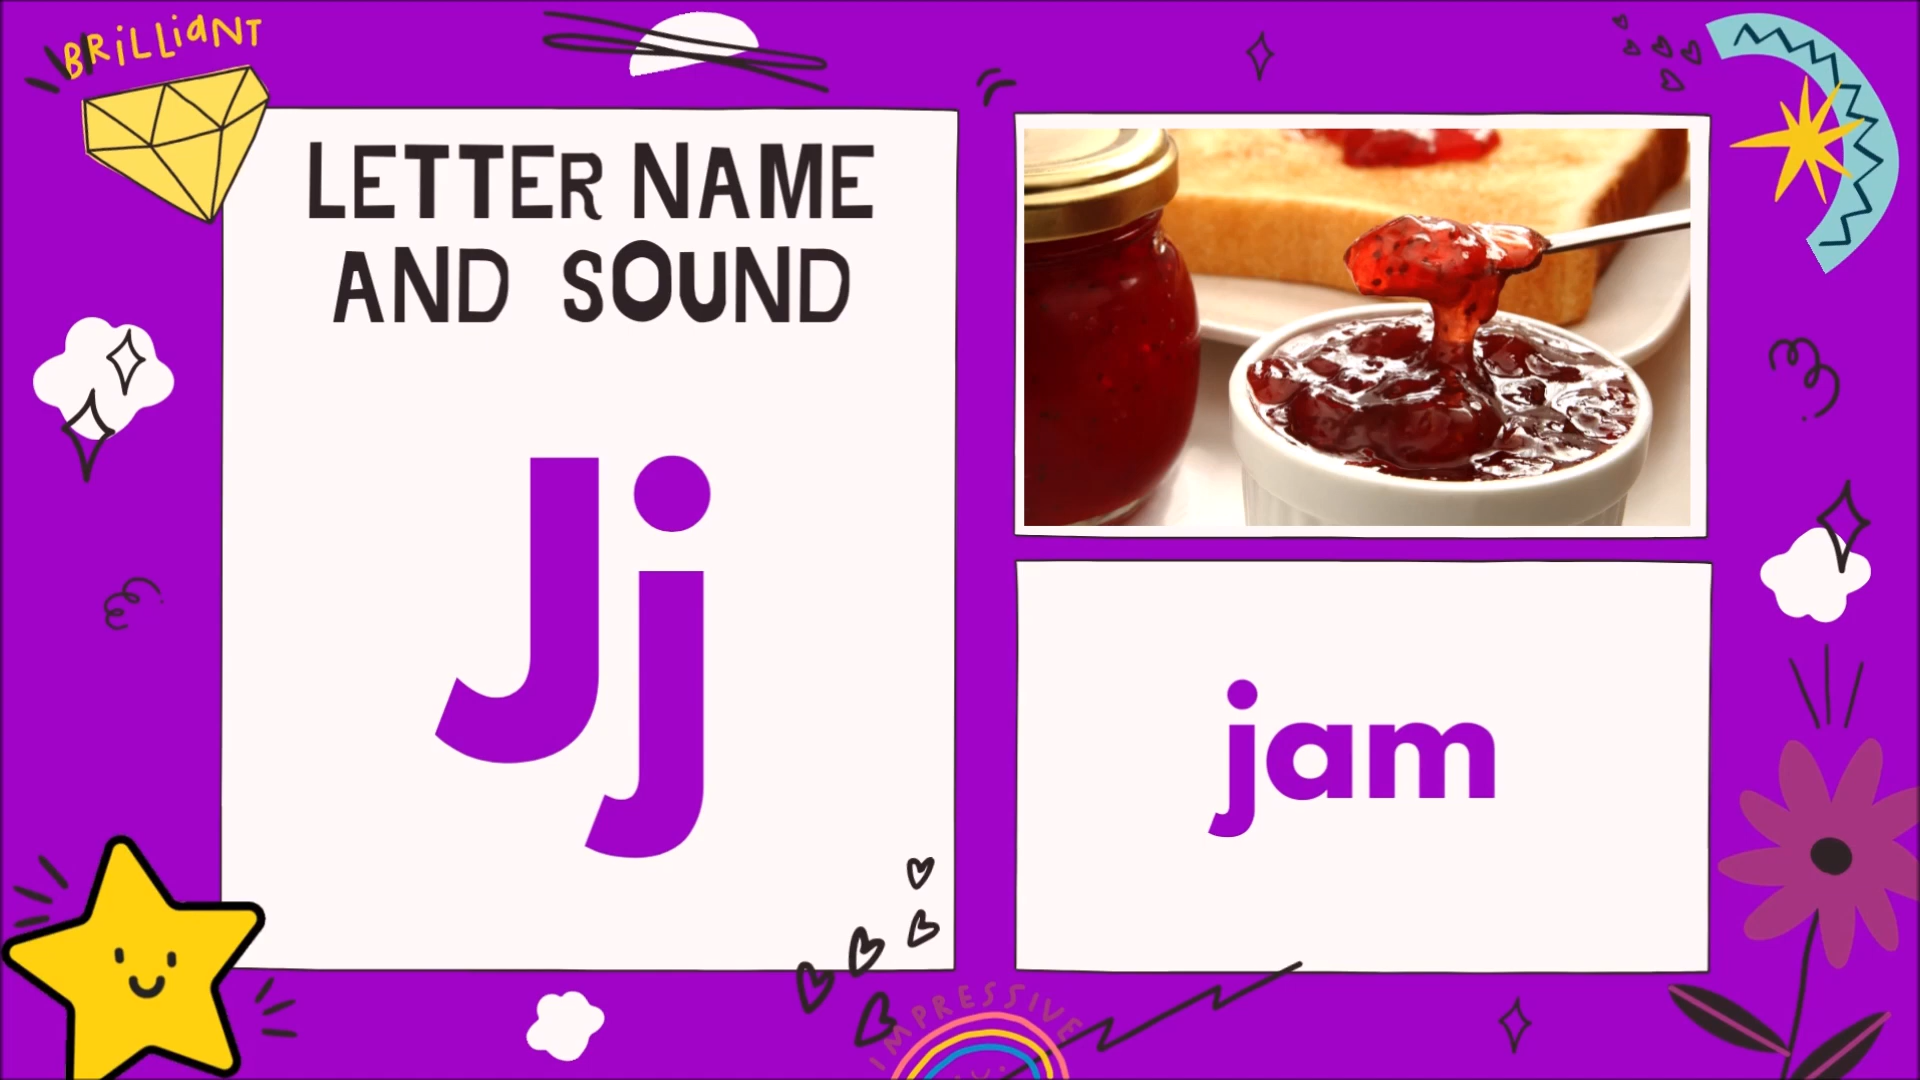 BRiLLiaNT
LETTER NAME
AND SOUND
Jj
jam
IMPRESSIVE